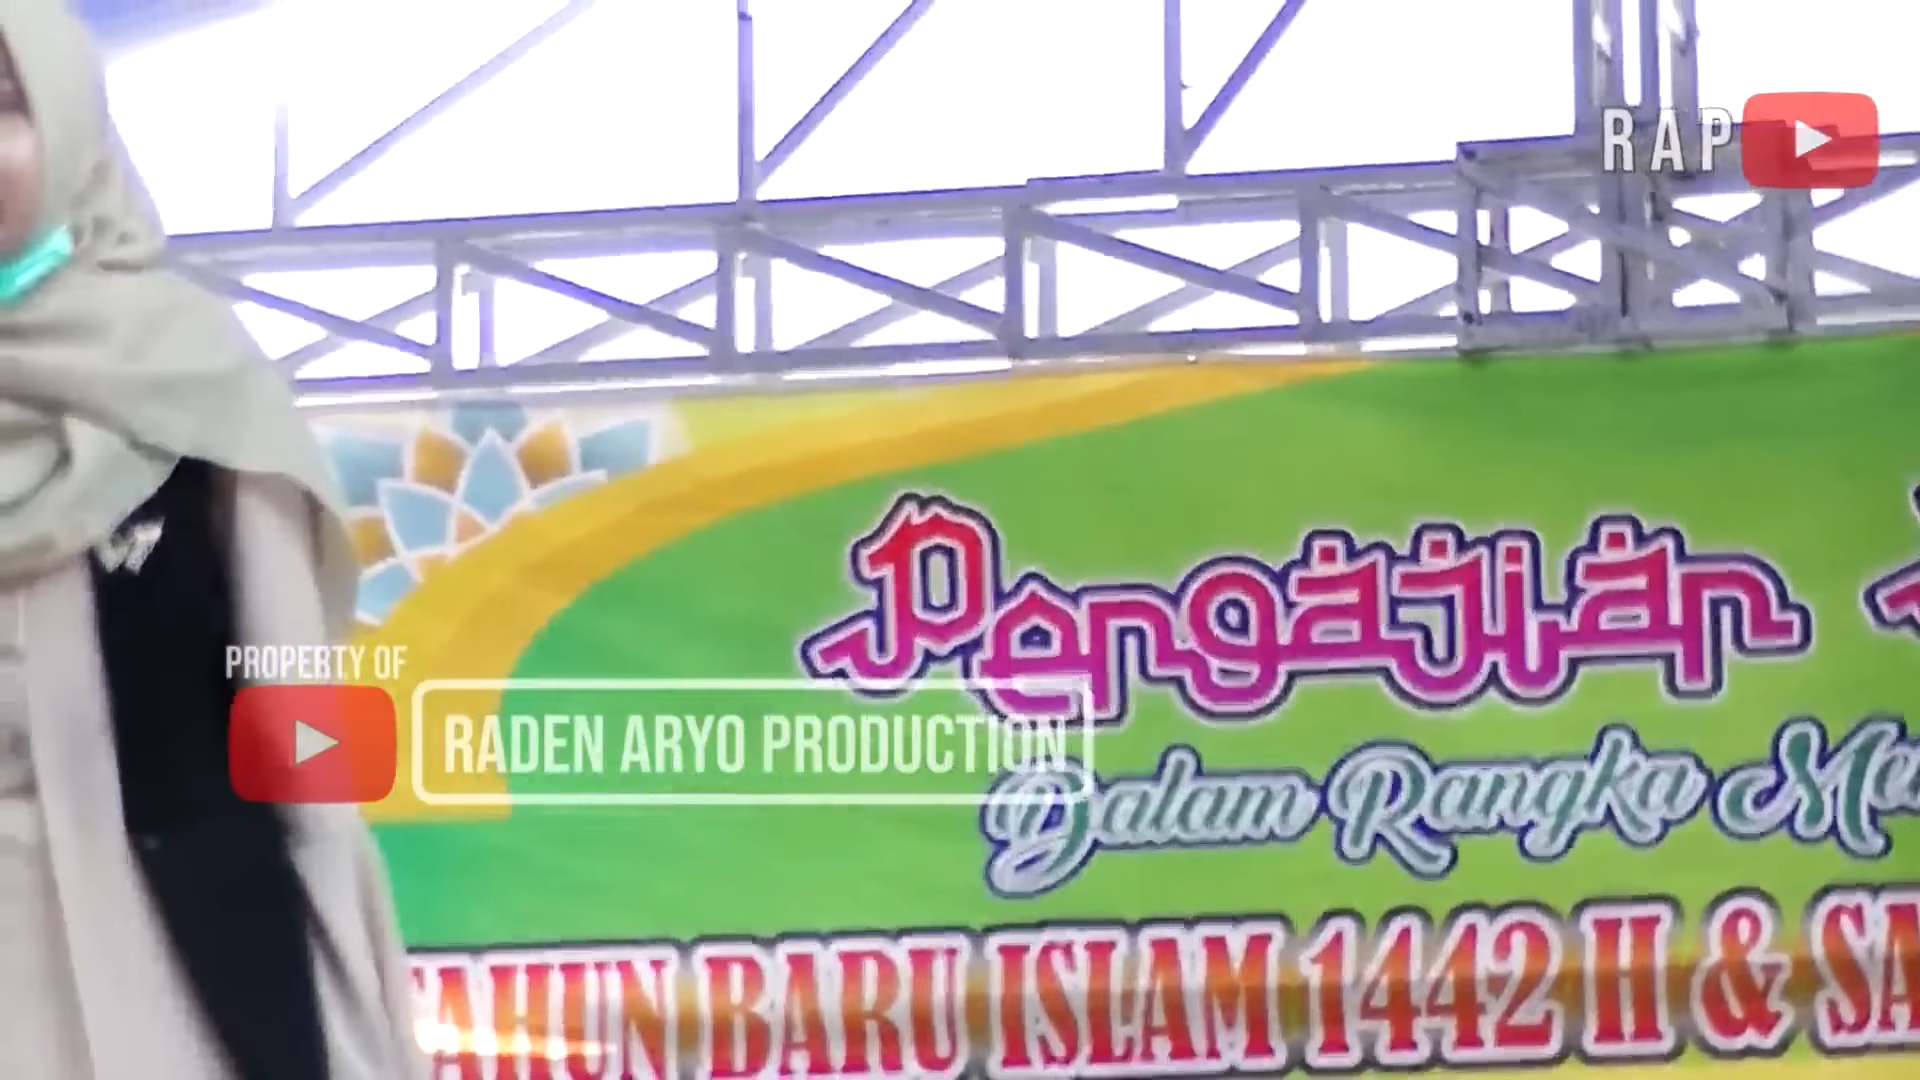 RAP
Pengajian
PROPERTY OF
RADEN ARYO PRODUCTION
Dalam Rangka
TAHUN BARU ISLAM 1442 H &